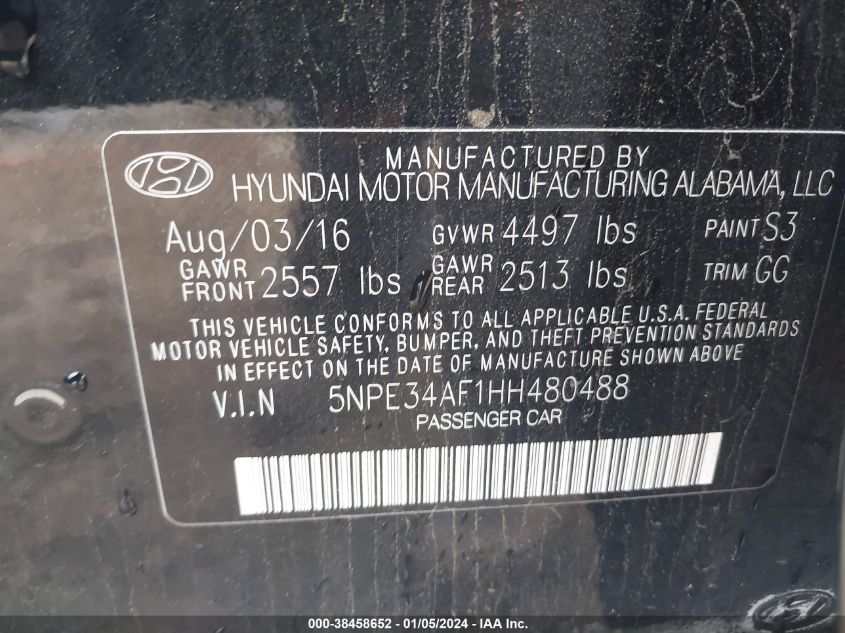 MANUFACTURED BY
HYUNDAI MOTOR MANUFACTURING ALABAMA, LLC
Aug/03/16 GVWR 4497 lbs PAINT S3
GAWR FRONT 2557 lbs GAWR REAR 2513 lbs TRIM GG
THIS VEHICLE CONFORMS TO ALL APPLICABLE U.S.A. FEDERAL
MOTOR VEHICLE SAFETY, BUMPER, AND THEFT PREVENTION STANDARDS
IN EFFECT ON THE DATE OF MANUFACTURE SHOWN ABOVE
V.I.N 5NPE34AF1HH480488
PASSENGER CAR
000-38458652 - 01/05/2024 - IAA Inc.